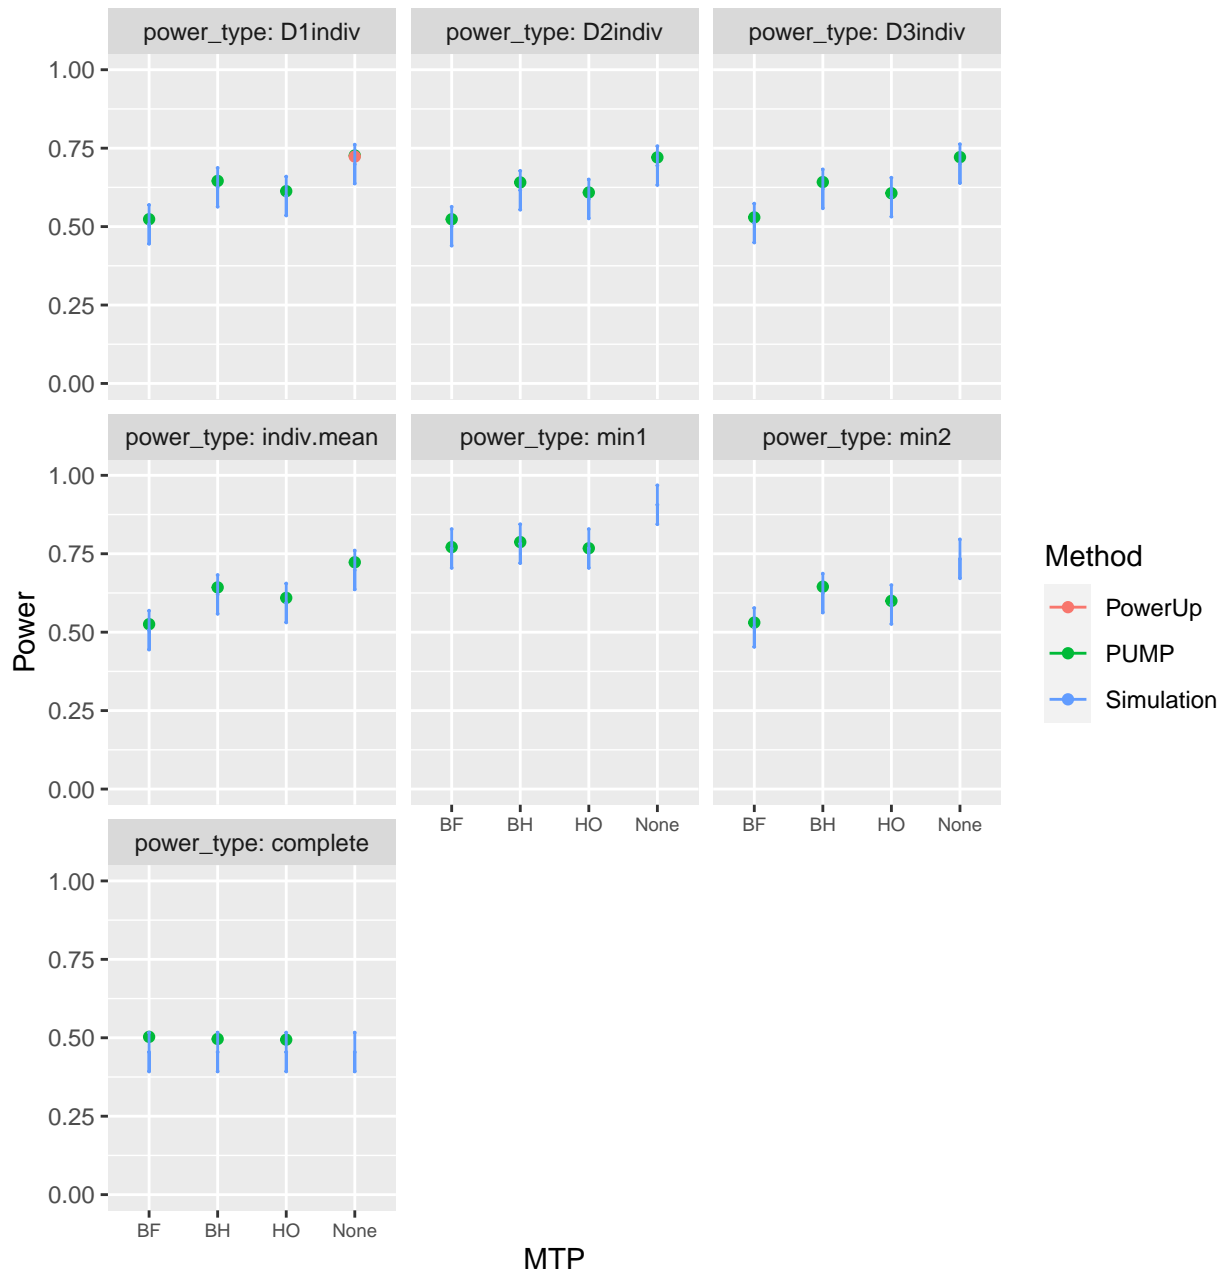 power_type: D1indiv
power_type: D2indiv
power_type: D3indiv
1.00
0.75
0.50
0.25
0.00
power_type: indiv.mean
power_type: min1
power_type: min2
1.00
0.75
0.50
0.25
0.00
BF BH HO None
BF BH HO None
power_type: complete
1.00
0.75
0.50
0.25
0.00
BF BH HO None
Power
MTP
Method
PowerUp
PUMP
Simulation